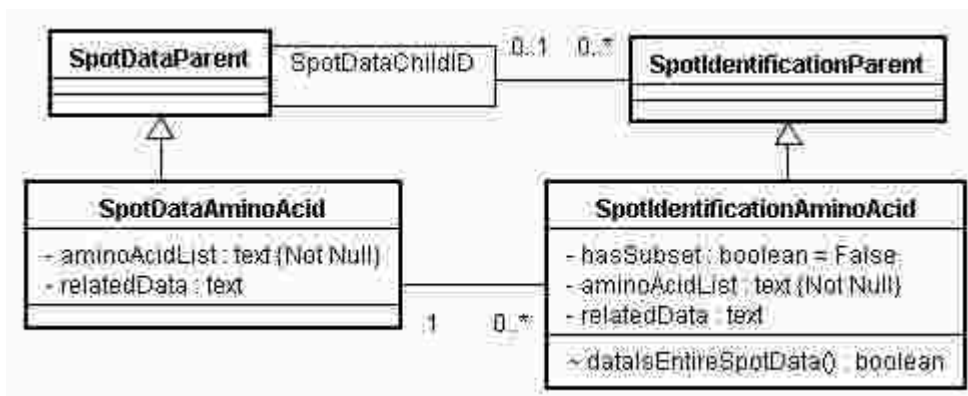 SpotDataParent
SpotDataChildID
0..1 0..*
SpotIdentificationParent
SpotDataAminoAcid
- aminoAcidList : text {Not Null}
- relatedData : text
1 0..*
SpotIdentificationAminoAcid
- hasSubset : boolean = False
- aminoAcidList : text {Not Null}
- relatedData : text
~ dataIsEntireSpotData() : boolean